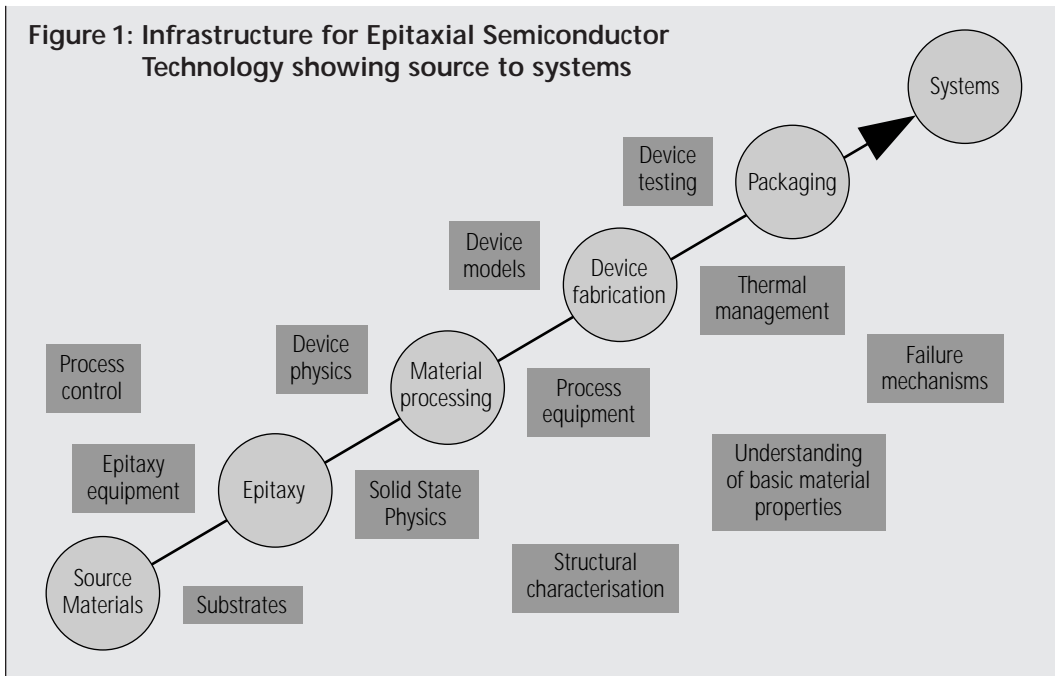 Figure 1: Infrastructure for Epitaxial Semiconductor
Technology showing source to systems
Systems
Device
testing
Packaging
Device
models
Device
fabrication
Thermal
management
Device
physics
Material
processing
Process
equipment
Failure
mechanisms
Process
control
Epitaxy
equipment
Epitaxy
Solid State
Physics
Understanding
of basic material
properties
Source
Materials
Substrates
Structural
characterisation